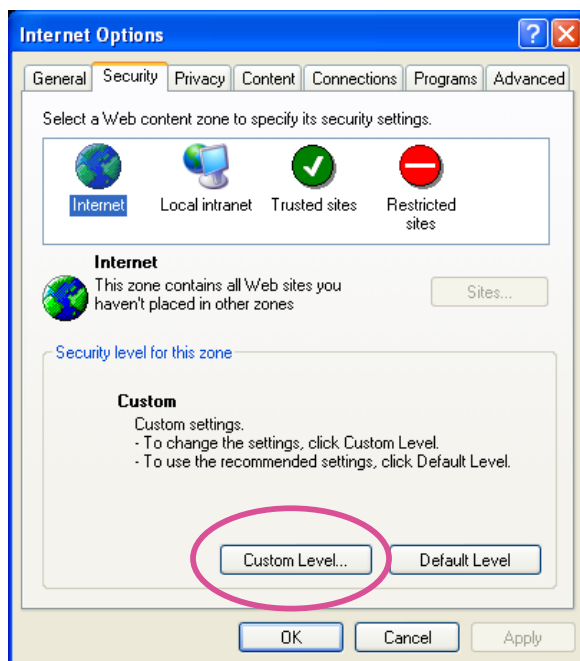 Internet Options
General Security Privacy Content Connections Programs Advanced
Select a Web content zone to specify its security settings.
Internet Local intranet Trusted sites Restricted sites
Internet
This zone contains all Web sites you
haven't placed in other zones
Sites...
Security level for this zone
Custom
Custom settings.
- To change the settings, click Custom Level.
- To use the recommended settings, click Default Level.
Custom Level... Default Level
OK Cancel Apply